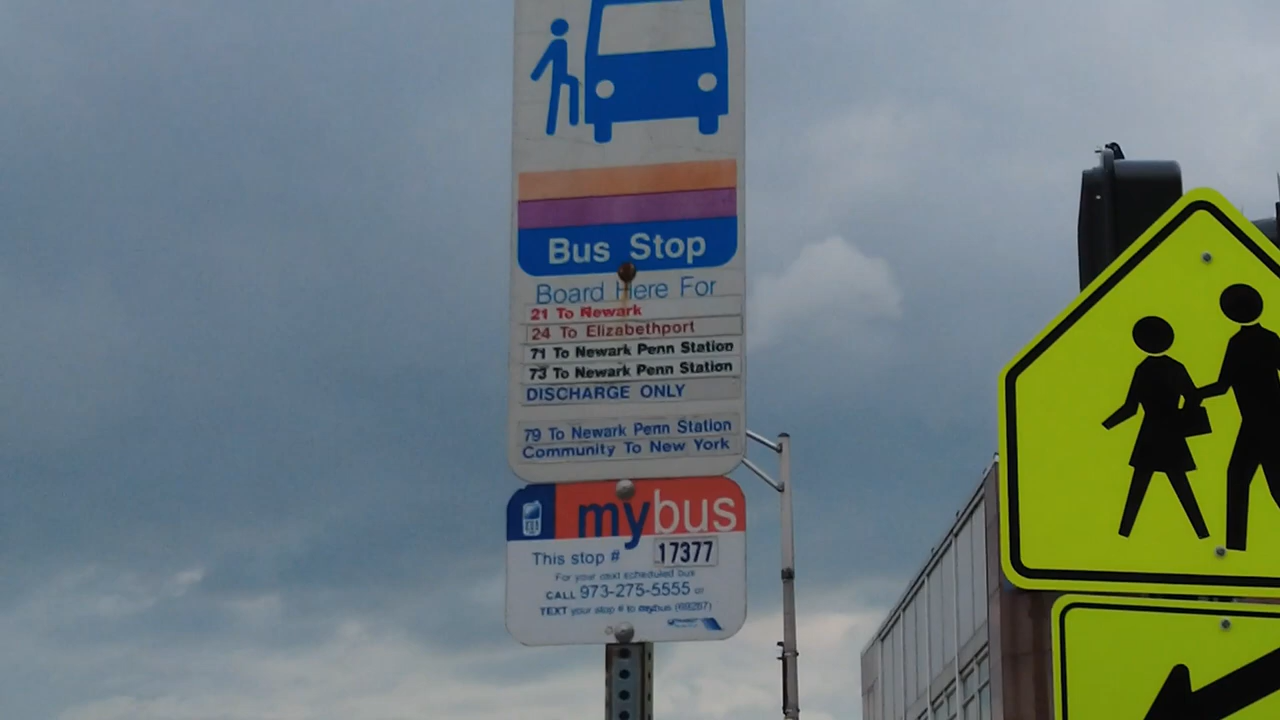 Bus Stop
Board Here For
21 To Newark
24 To Elizabethport
71 To Newark Penn Station
73 To Newark Penn Station
DISCHARGE ONLY
79 To Newark Penn Station
Community To New York
mybus
This stop # 17377
For your next scheduled bus
CALL 973-275-5555 or
TEXT your stop # to mybus (69287)